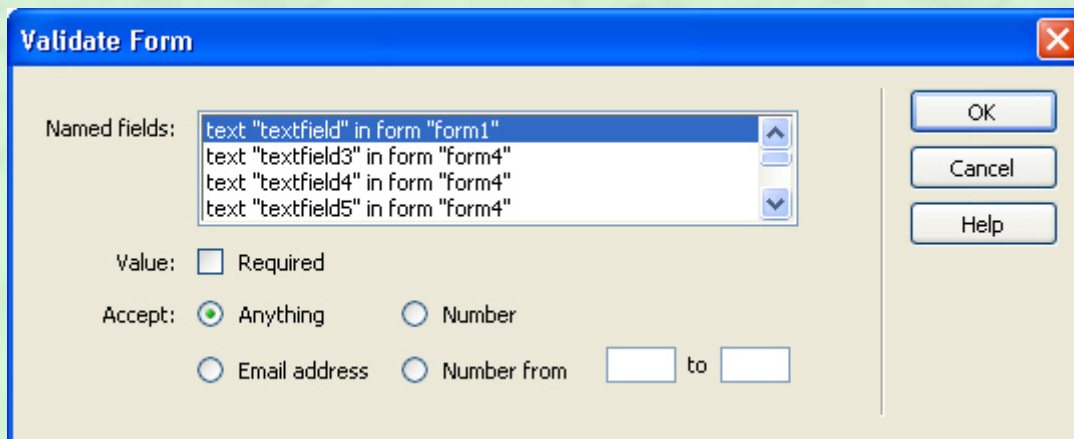 Validate Form
Named fields:
text "textfield" in form "form1"
text "textfield3" in form "form4"
text "textfield4" in form "form4"
text "textfield5" in form "form4"
OK
Cancel
Help
Value: Required
Accept: Anything Number
Email address Number from to